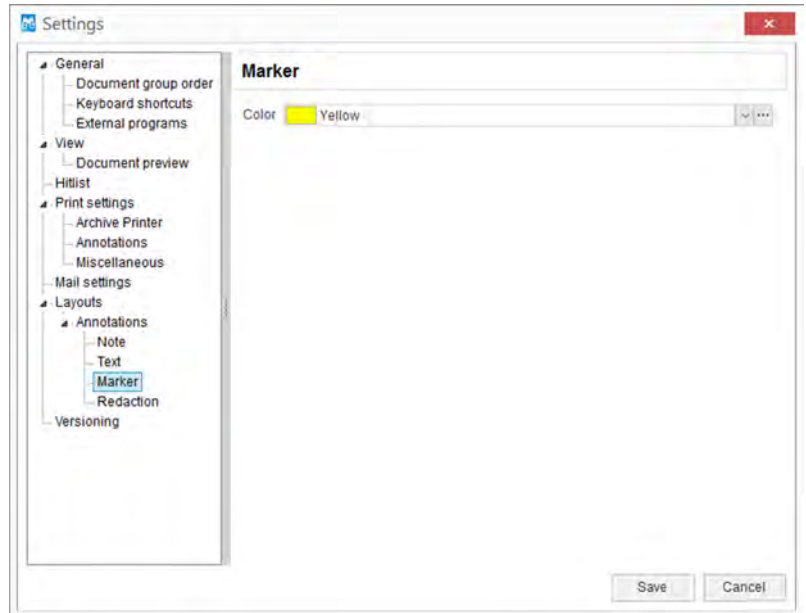 Settings
General
Document group order
Keyboard shortcuts
External programs
View
Document preview
Hitlist
Print settings
Archive Printer
Annotations
Miscellaneous
Mail settings
Layouts
Annotations
Note
Text
Marker
Redaction
Versioning
Marker
Color Yellow
Save Cancel